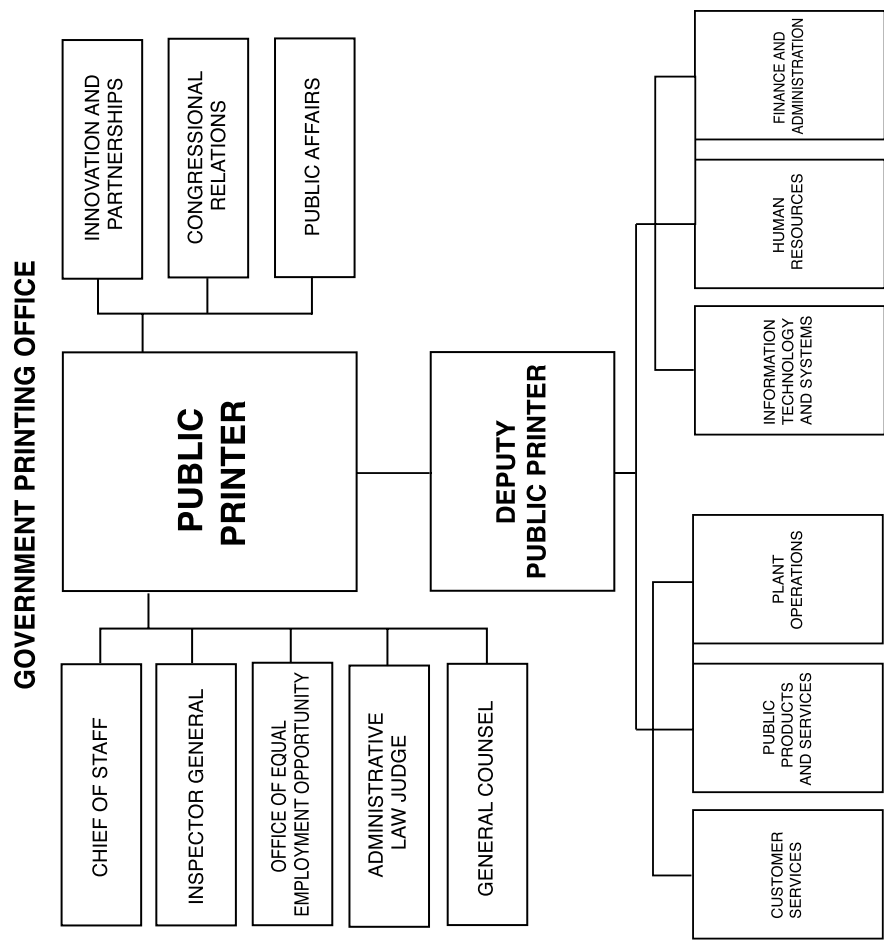 GOVERNMENT PRINTING OFFICE
CHIEF OF STAFF
INSPECTOR GENERAL
OFFICE OF EQUAL
EMPLOYMENT OPPORTUNITY
ADMINISTRATIVE
LAW JUDGE
GENERAL COUNSEL
PUBLIC
PRINTER
INNOVATION AND
PARTNERSHIPS
CONGRESSIONAL
RELATIONS
PUBLIC AFFAIRS
DEPUTY
PUBLIC PRINTER
CUSTOMER
SERVICES
PUBLIC
PRODUCTS
AND SERVICES
PLANT
OPERATIONS
INFORMATION
TECHNOLOGY
AND SYSTEMS
HUMAN
RESOURCES
FINANCE AND
ADMINISTRATION